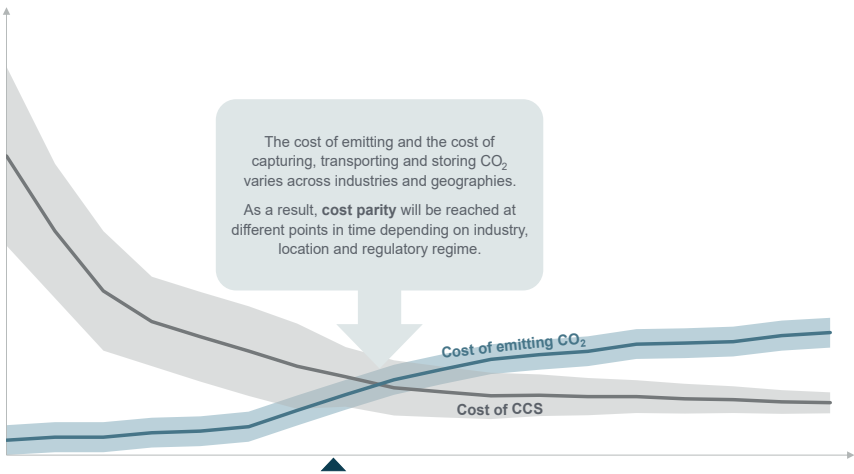 The cost of emitting and the cost of
capturing, transporting and storing CO₂
varies across industries and geographies.
As a result, cost parity will be reached at
different points in time depending on industry,
location and regulatory regime.
Cost of emitting CO₂
Cost of CCS